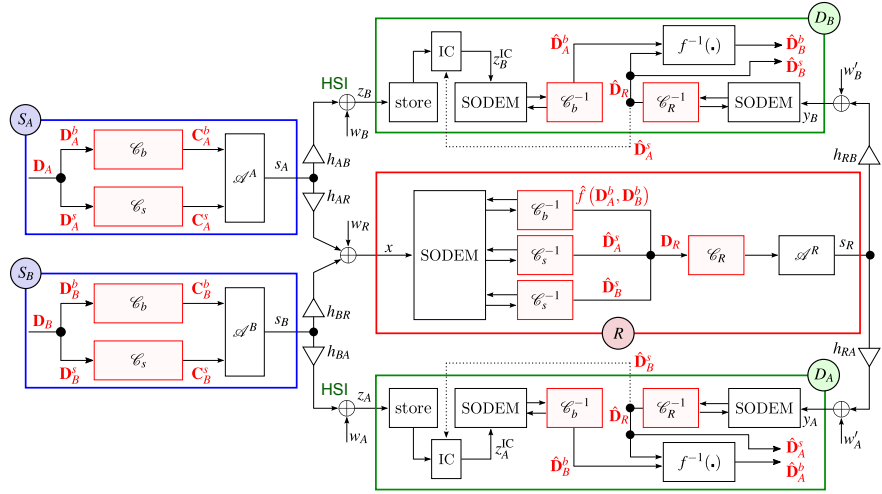 D_B
D̂_A^b
D̂_B^b
IC
z_B^IC
f⁻¹(.)
D̂_B^s
HSI
z_B
store
SODEM
𝒞_b⁻¹
D̂_R
𝒞_R⁻¹
SODEM
w'_B
y_B
w_B
D̂_A^s
S_A
D_A^b
𝒞_b
C_A^b
D_A
𝒜^A
s_A
h_AB
h_RB
D_A^s
𝒞_s
C_A^s
h_AR
w_R
x
SODEM
𝒞_b⁻¹
f̂ (D_A^b, D_B^b)
𝒞_s⁻¹
D̂_A^s
D_R
𝒞_R
𝒜^R
s_R
𝒞_s⁻¹
D̂_B^s
R
S_B
D_B^b
𝒞_b
C_B^b
D_B
𝒜^B
s_B
h_BR
D_B^s
𝒞_s
C_B^s
h_BA
h_RA
D̂_B^s
D_A
HSI
z_A
store
SODEM
𝒞_b⁻¹
D̂_R
𝒞_R⁻¹
SODEM
y_A
w_A
w'_A
IC
z_A^IC
D̂_B^b
f⁻¹(.)
D̂_A^s
D̂_A^b